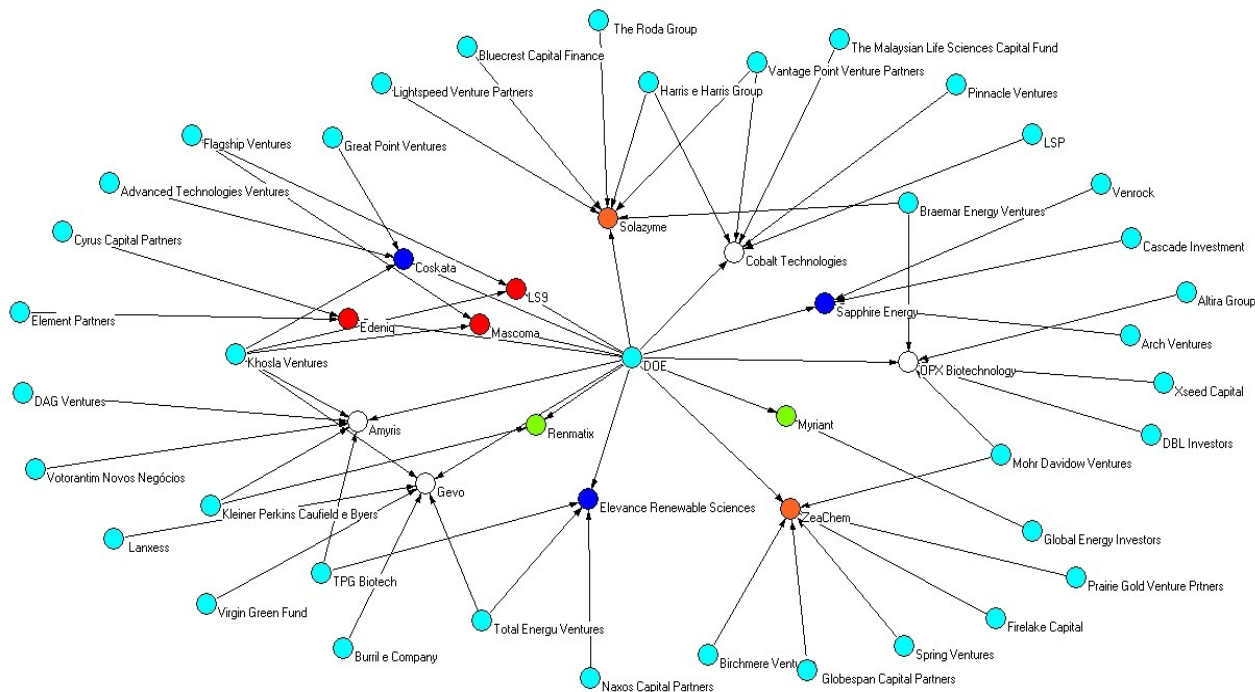 The Roda Group
Bluecrest Capital Finance
The Malaysian Life Sciences Capital Fund
Vantage Point Venture Partners
Lightspeed Venture Partners
Harris e Harris Group
Pinnacle Ventures
Flagship Ventures
Great Point Ventures
LSP
Advanced Technologies Ventures
Venrock
Braemar Energy Ventures
Solazyme
Cyrus Capital Partners
Cascade Investment
Cobalt Technologies
Coskata
LS9
Altira Group
Sapphire Energy
Element Partners
Edeniq
Mascoma
Arch Ventures
Khosla Ventures
DOE
OPX Biotechnology
Xseed Capital
DAG Ventures
Amyris
Renmatix
Myriant
DBL Investors
Votorantim Novos Negócios
Mohr Davidow Ventures
Gevo
Kleiner Perkins Caufield e Byers
Elevance Renewable Sciences
ZeaChem
Lanxess
Global Energy Investors
TPG Biotech
Prairie Gold Venture Prtners
Virgin Green Fund
Total Energu Ventures
Firelake Capital
Burril e Company
Birchmere Ventures
Spring Ventures
Globespan Capital Partners
Naxos Capital Partners